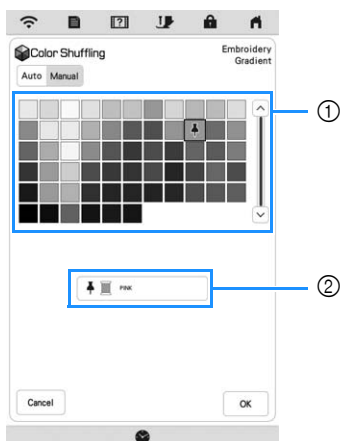 Color Shuffling
Embroidery
Gradient
Auto Manual
①
PINK
②
Cancel
OK